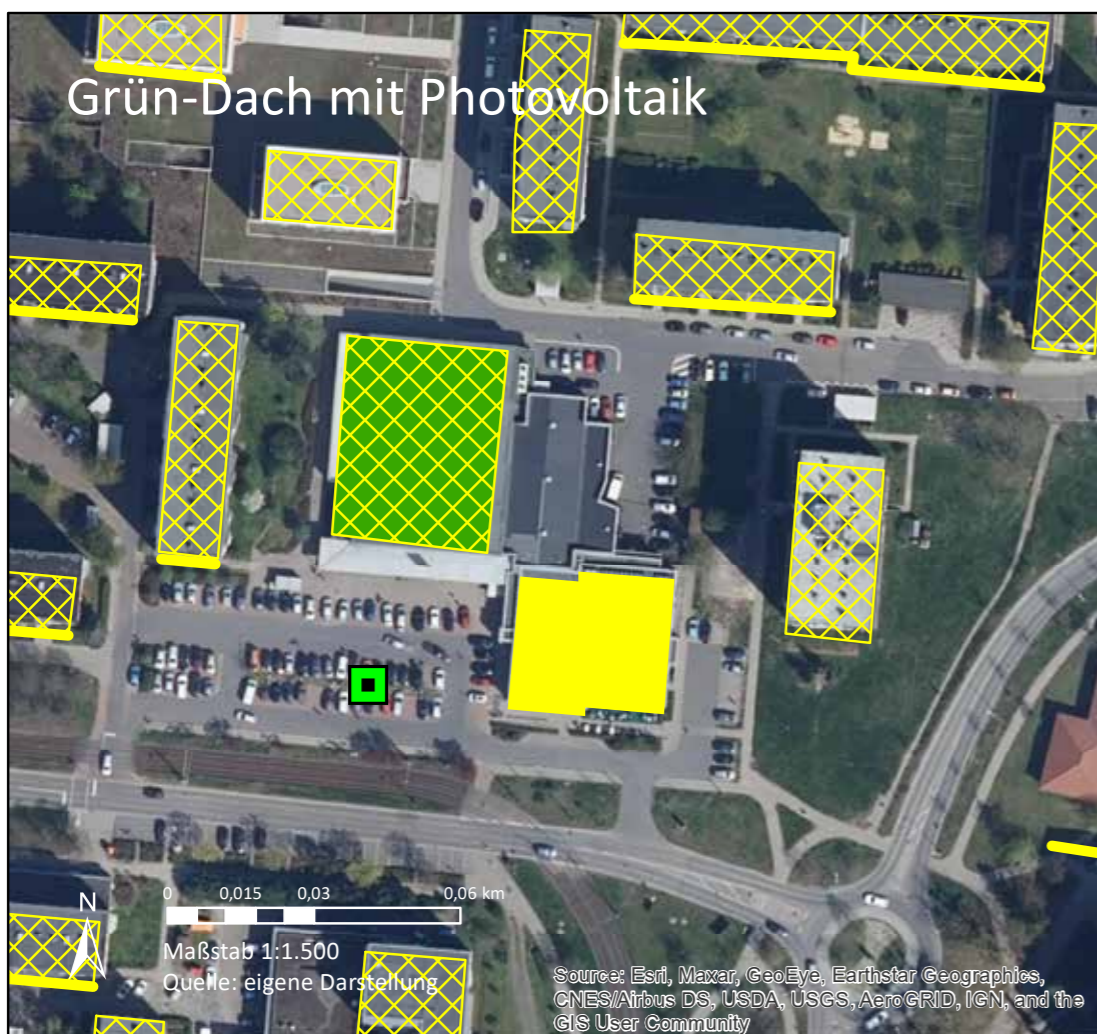 Grün-Dach mit Photovoltaik
N
0 0,015 0,03 0,06 km
Maßstab 1:1.500
Quelle: eigene Darstellung
Source: Esri, Maxar, GeoEye, Earthstar Geographics,
CNES/Airbus DS, USDA, USGS, AeroGRID, IGN, and the
GIS User Community